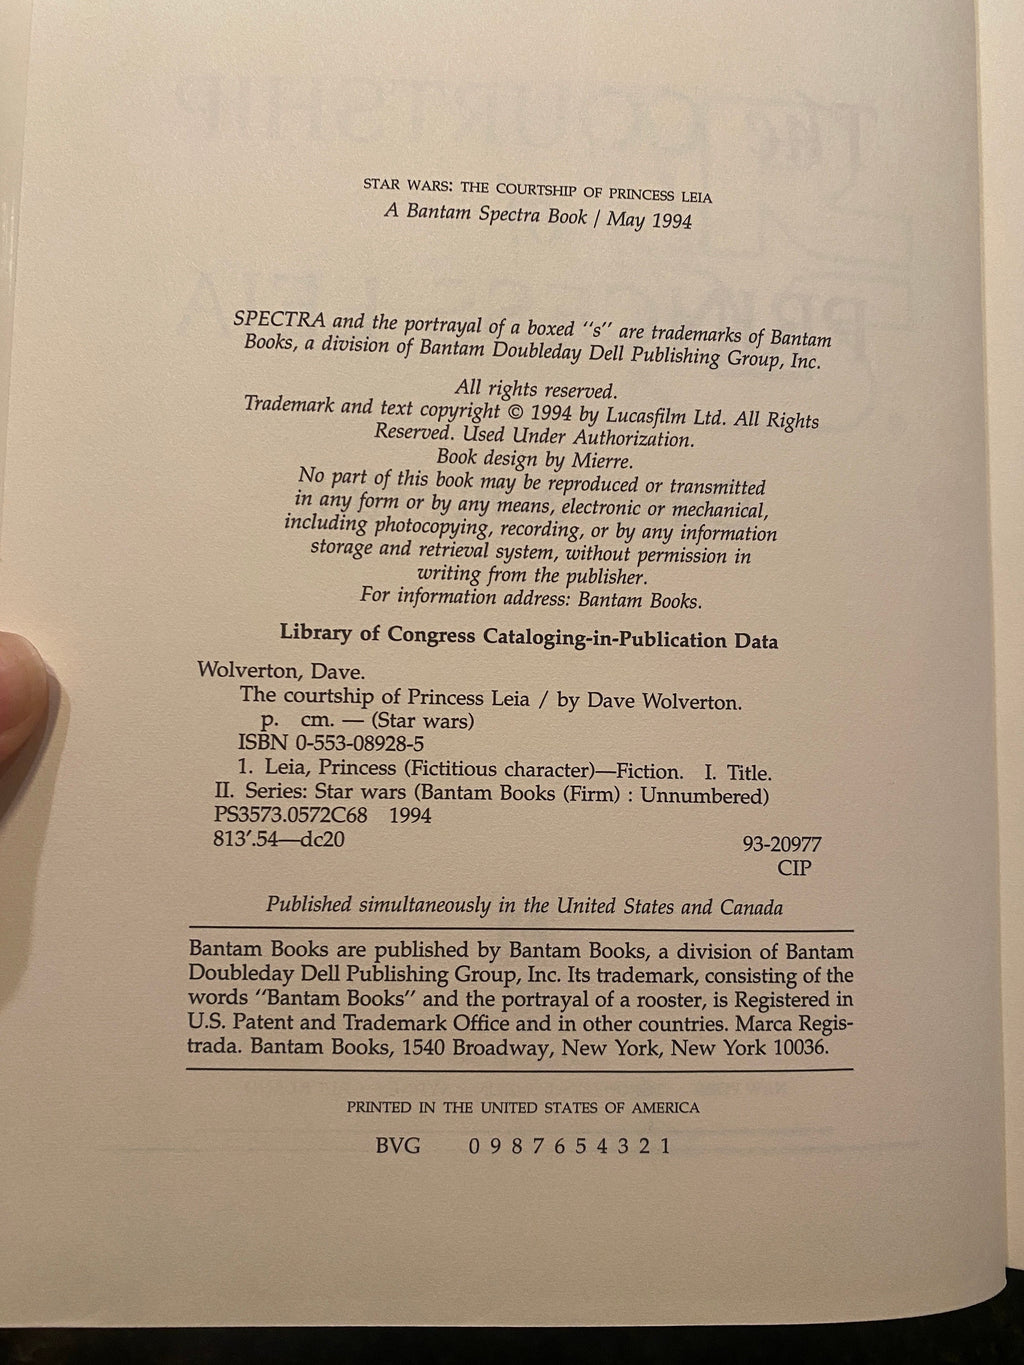 STAR WARS: THE COURTSHIP OF PRINCESS LEIA
A Bantam Spectra Book / May 1994
SPECTRA and the portrayal of a boxed “s” are trademarks of Bantam
Books, a division of Bantam Doubleday Dell Publishing Group, Inc.
All rights reserved.
Trademark and text copyright © 1994 by Lucasfilm Ltd. All Rights
Reserved. Used Under Authorization.
Book design by Mierre.
No part of this book may be reproduced or transmitted
in any form or by any means, electronic or mechanical,
including photocopying, recording, or by any information
storage and retrieval system, without permission in
writing from the publisher.
For information address: Bantam Books.
Library of Congress Cataloging-in-Publication Data
Wolverton, Dave.
The courtship of Princess Leia / by Dave Wolverton.
p. cm. — (Star wars)
ISBN 0-553-08928-5
1. Leia, Princess (Fictitious character)—Fiction. I. Title.
II. Series: Star wars (Bantam Books (Firm) : Unnumbered)
PS3573.0572C68 1994
813′.54—dc20 93-20977
CIP
Published simultaneously in the United States and Canada
Bantam Books are published by Bantam Books, a division of Bantam
Doubleday Dell Publishing Group, Inc. Its trademark, consisting of the
words “Bantam Books” and the portrayal of a rooster, is Registered in
U.S. Patent and Trademark Office and in other countries. Marca Regis-
trada. Bantam Books, 1540 Broadway, New York, New York 10036.
PRINTED IN THE UNITED STATES OF AMERICA
BVG 0 9 8 7 6 5 4 3 2 1